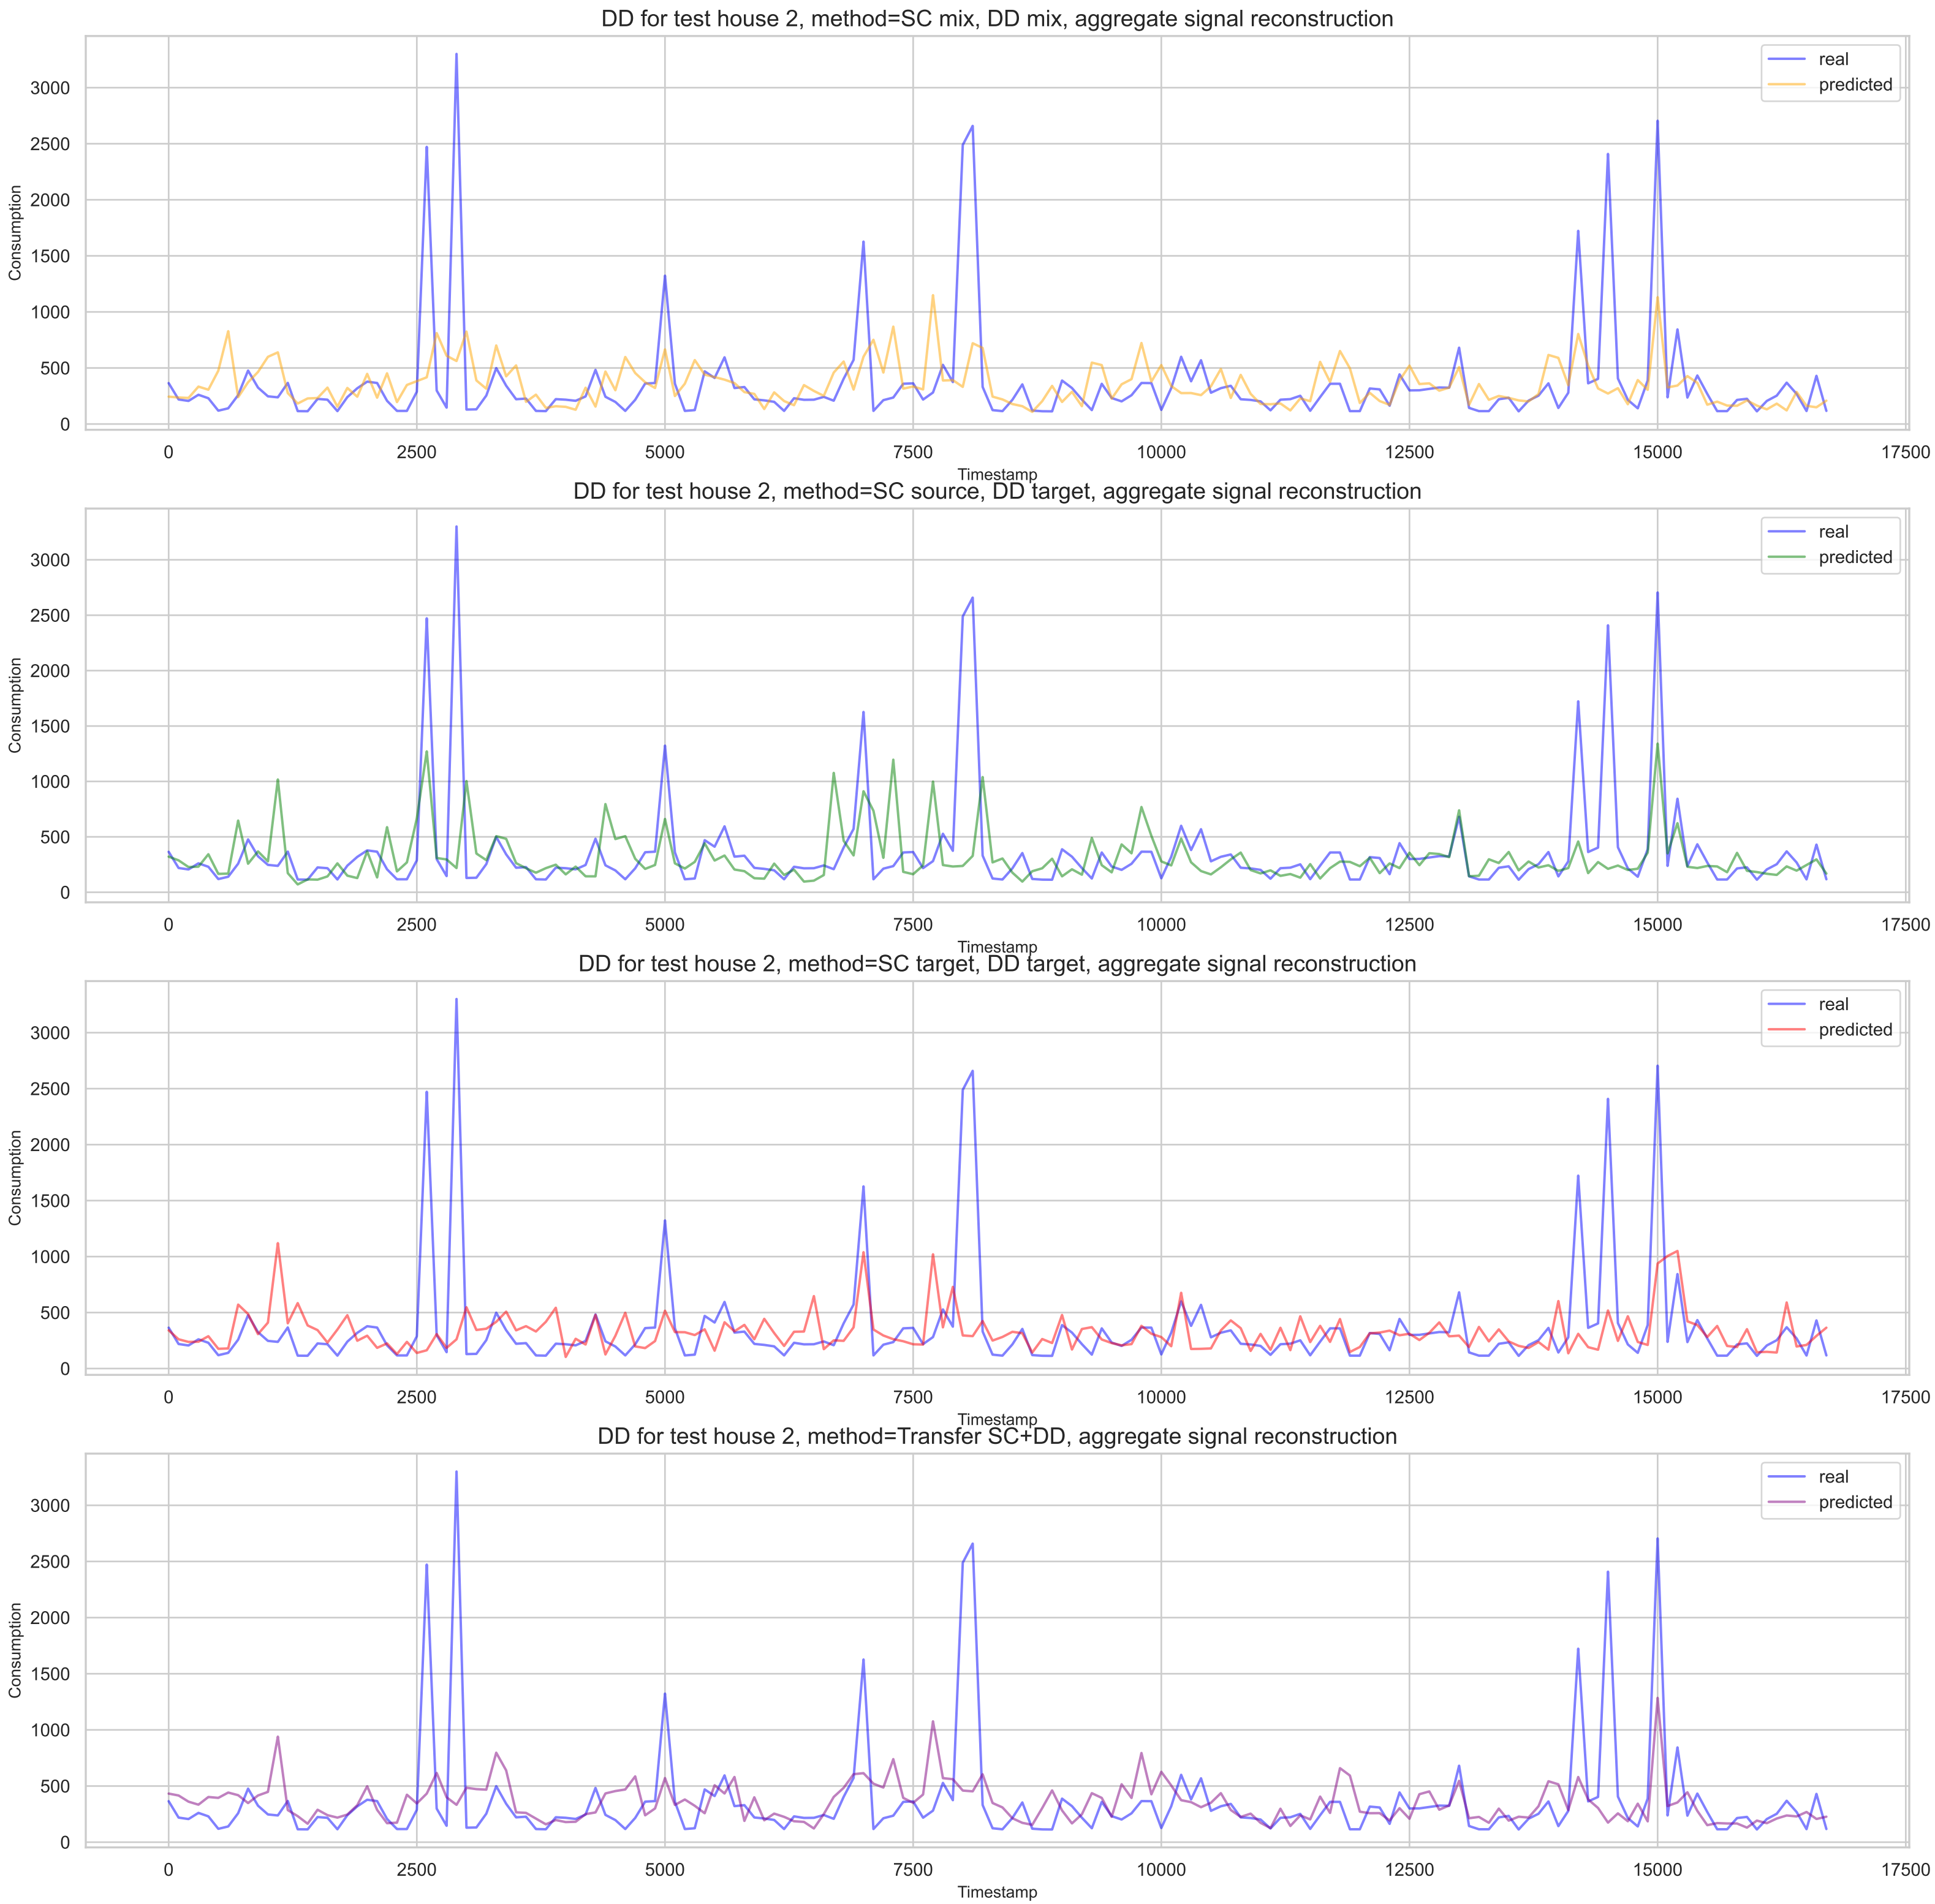 DD for test house 2, method=SC mix, DD mix, aggregate signal reconstruction
real
predicted
Consumption
3000
2500
2000
1500
1000
500
0
0 2500 5000 7500 10000 12500 15000 17500
Timestamp
DD for test house 2, method=SC source, DD target, aggregate signal reconstruction
real
predicted
Consumption
3000
2500
2000
1500
1000
500
0
0 2500 5000 7500 10000 12500 15000 17500
Timestamp
DD for test house 2, method=SC target, DD target, aggregate signal reconstruction
real
predicted
Consumption
3000
2500
2000
1500
1000
500
0
0 2500 5000 7500 10000 12500 15000 17500
Timestamp
DD for test house 2, method=Transfer SC+DD, aggregate signal reconstruction
real
predicted
Consumption
3000
2500
2000
1500
1000
500
0
0 2500 5000 7500 10000 12500 15000 17500
Timestamp